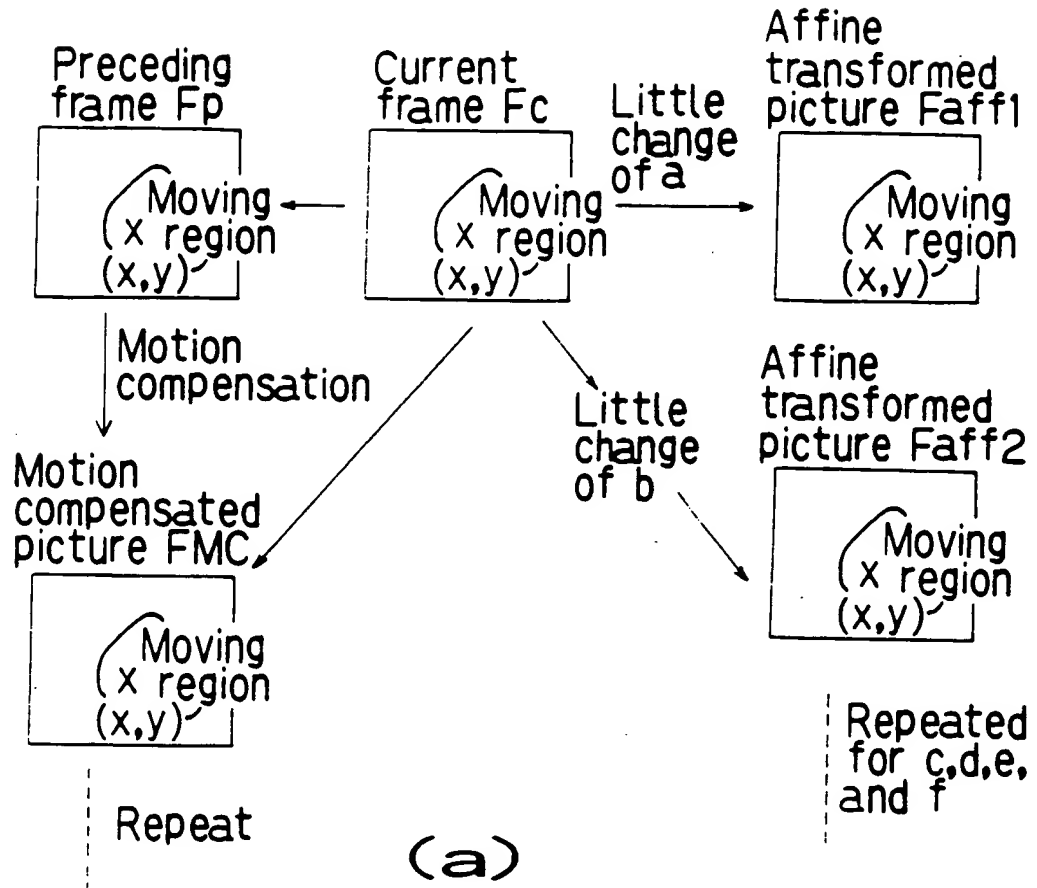 Preceding
frame Fp
Moving
x region
(x,y)
Current
frame Fc
Moving
x region
(x,y)
Little
change
of a
Affine
transformed
picture Faff1
Moving
x region
(x,y)
Motion
compensation
Little
change
of b
Affine
transformed
picture Faff2
Moving
x region
(x,y)
Motion
compensated
picture FMC
Moving
x region
(x,y)
Repeated
for c,d,e,
and f
Repeat
(a)